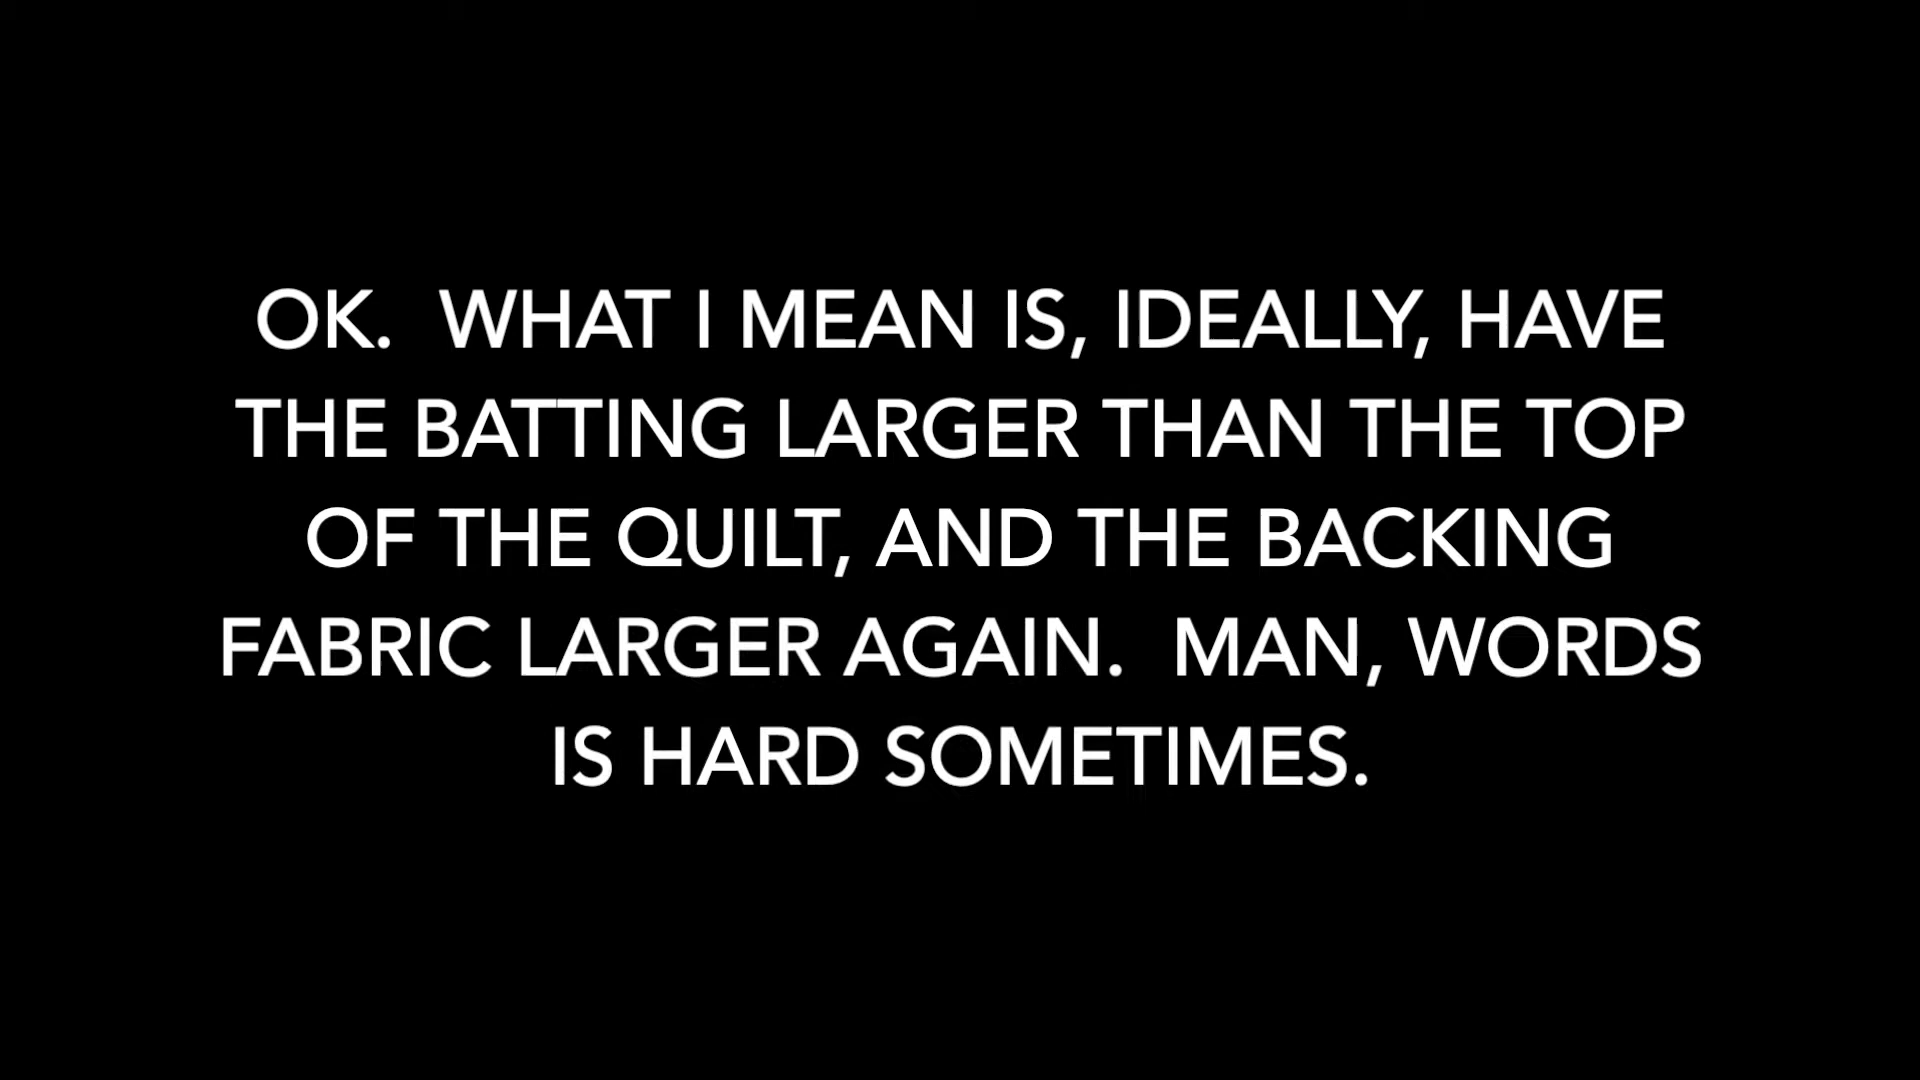 OK.  WHAT I MEAN IS, IDEALLY, HAVE
THE BATTING LARGER THAN THE TOP
OF THE QUILT, AND THE BACKING
FABRIC LARGER AGAIN.  MAN, WORDS
IS HARD SOMETIMES.